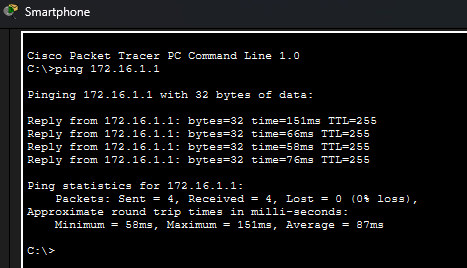 Smartphone
Cisco Packet Tracer PC Command Line 1.0
C:\>ping 172.16.1.1
Pinging 172.16.1.1 with 32 bytes of data:
Reply from 172.16.1.1: bytes=32 time=151ms TTL=255
Reply from 172.16.1.1: bytes=32 time=66ms TTL=255
Reply from 172.16.1.1: bytes=32 time=58ms TTL=255
Reply from 172.16.1.1: bytes=32 time=76ms TTL=255
Ping statistics for 172.16.1.1:
Packets: Sent = 4, Received = 4, Lost = 0 (0% loss),
Approximate round trip times in milli-seconds:
Minimum = 58ms, Maximum = 151ms, Average = 87ms
C:\>